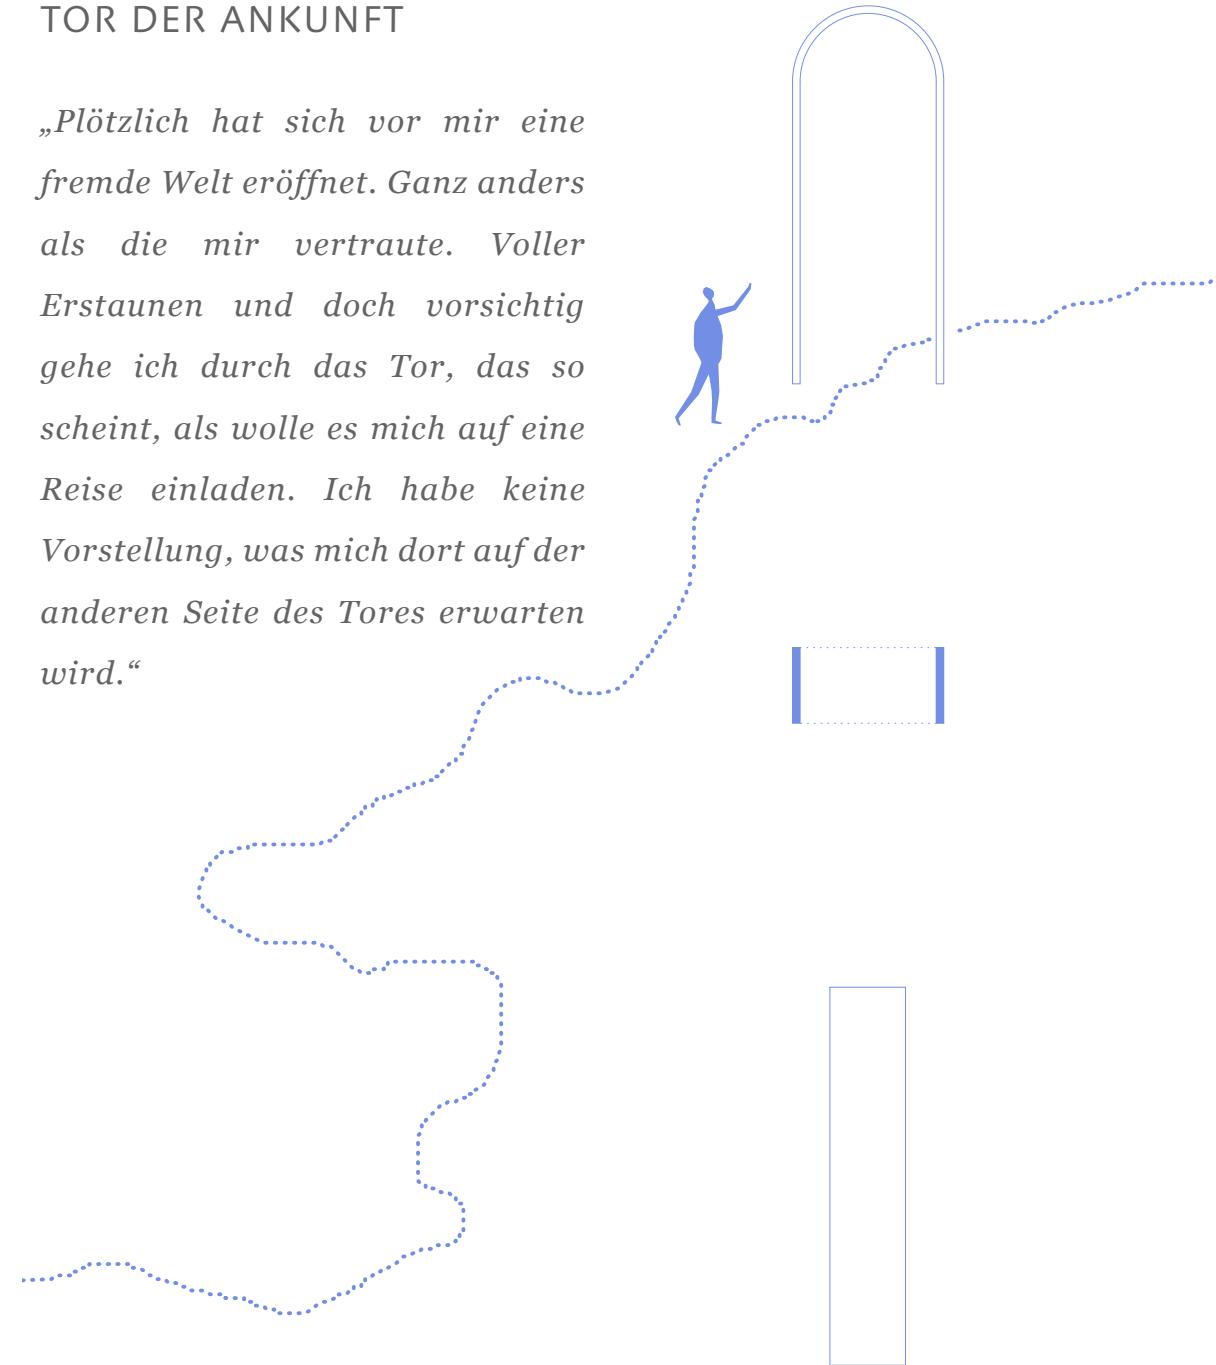 TOR DER ANKUNFT
„Plötzlich hat sich vor mir eine
fremde Welt eröffnet. Ganz anders
als die mir vertraute. Voller
Erstaunen und doch vorsichtig
gehe ich durch das Tor, das so
scheint, als wolle es mich auf eine
Reise einladen. Ich habe keine
Vorstellung, was mich dort auf der
anderen Seite des Tores erwarten
wird.“